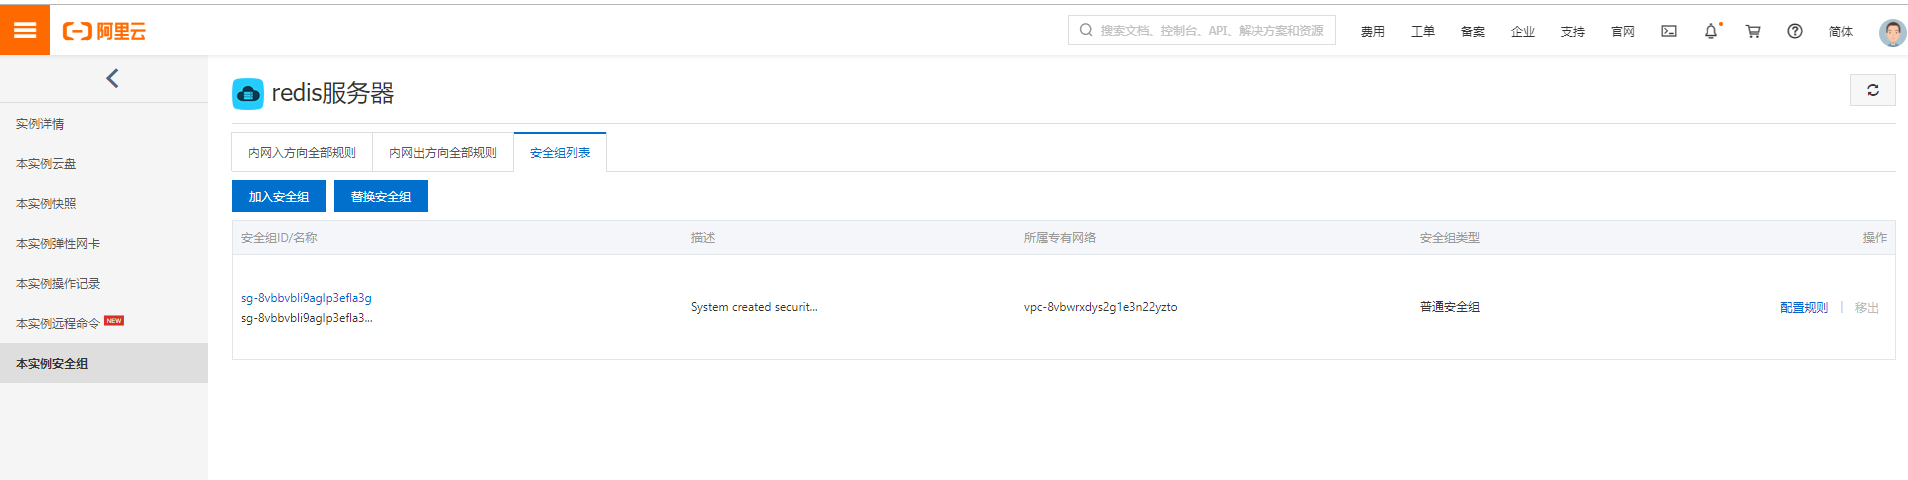 阿里云
搜索文档、控制台、API、解决方案和资源
费用 工单 备案 企业 支持 官网 简体
redis服务器
实例详情
本实例云盘
本实例快照
本实例弹性网卡
本实例操作记录
本实例远程命令 NEW
本实例安全组
内网入方向全部规则 内网出方向全部规则 安全组列表
加入安全组 替换安全组
安全组ID/名称 描述 所属专有网络 安全组类型 操作
sg-8vbbvbli9aglp3efla3g
sg-8vbbvbli9aglp3efla3... System created securit... vpc-8vbwrxdys2g1e3n22yzto 普通安全组 配置规则 | 移出